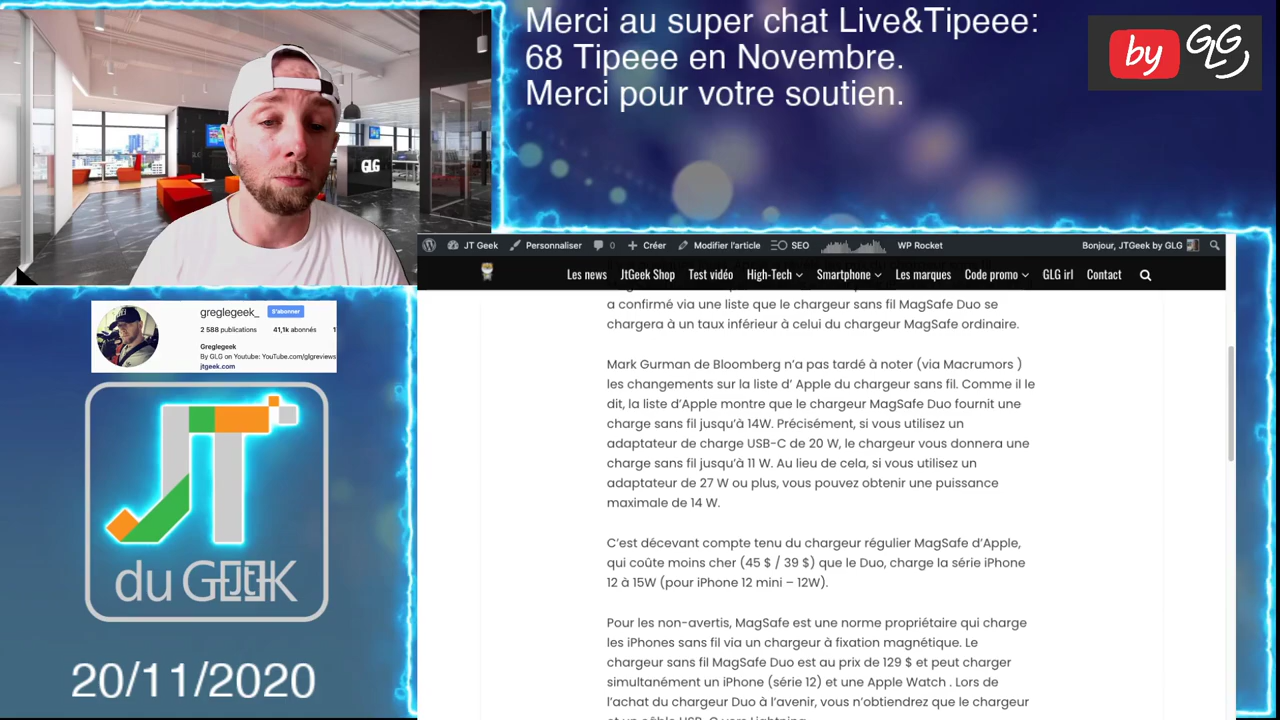 Merci au super chat Live&Tipeee:
68 Tipeee en Novembre.
Merci pour votre soutien.
by GLG
GLG
JT Geek Personnaliser 0 Créer Modifier l'article SEO WP Rocket Bonjour, JTGeek by GLG
Les news JtGeek Shop Test vidéo High-Tech Smartphone Les marques Code promo GLG irl Contact
a confirmé via une liste que le chargeur sans fil MagSafe Duo se
chargera à un taux inférieur à celui du chargeur MagSafe ordinaire.
Mark Gurman de Bloomberg n'a pas tardé à noter (via Macrumors )
les changements sur la liste d' Apple du chargeur sans fil. Comme il le
dit, la liste d'Apple montre que le chargeur MagSafe Duo fournit une
charge sans fil jusqu'à 14W. Précisément, si vous utilisez un
adaptateur de charge USB-C de 20 W, le chargeur vous donnera une
charge sans fil jusqu'à 11 W. Au lieu de cela, si vous utilisez un
adaptateur de 27 W ou plus, vous pouvez obtenir une puissance
maximale de 14 W.
C'est décevant compte tenu du chargeur régulier MagSafe d'Apple,
qui coûte moins cher (45 $ / 39 $) que le Duo, charge la série iPhone
12 à 15W (pour iPhone 12 mini – 12W).
Pour les non-avertis, MagSafe est une norme propriétaire qui charge
les iPhones sans fil via un chargeur à fixation magnétique. Le
chargeur sans fil MagSafe Duo est au prix de 129 $ et peut charger
simultanément un iPhone (série 12) et une Apple Watch . Lors de
l'achat du chargeur Duo à l'avenir, vous n'obtiendrez que le chargeur
greglegeek_ S'abonner
2 588 publications 41,1k abonnés 1
Greglegeek
By GLG on Youtube: YouTube.com/glgreviews
jtgeek.com
JT
du GEEK
20/11/2020